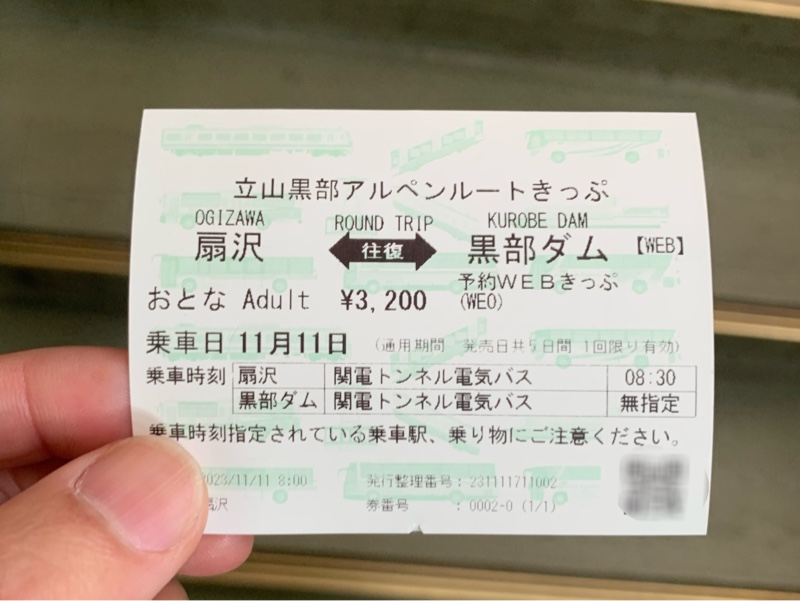 立山黒部アルペンルートきっぷ
OGIZAWA ROUND TRIP KUROBE DAM
扇沢 往復 黒部ダム 【WEB】
予約WEBきっぷ
おとな Adult ¥3,200 (WEO)
乗車日 11月11日 (通用期間 発売日共5日間 1回限り有効)
乗車時刻 扇沢 関電トンネル電気バス 08:30
黒部ダム 関電トンネル電気バス 無指定
乗車時刻指定されている乗車駅、乗り物にご注意ください。
2023/11/11 8:00 発行整理番号:231111711002
扇沢 券番号 :0002-0 (1/1)